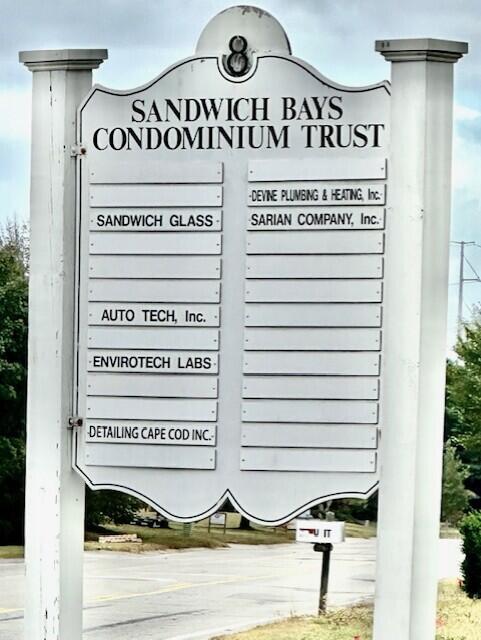 8
SANDWICH BAYS
CONDOMINIUM TRUST
SANDWICH GLASS
AUTO TECH, Inc.
ENVIROTECH LABS
DETAILING CAPE COD INC.
DEVINE PLUMBING & HEATING, Inc.
SARIAN COMPANY, Inc.